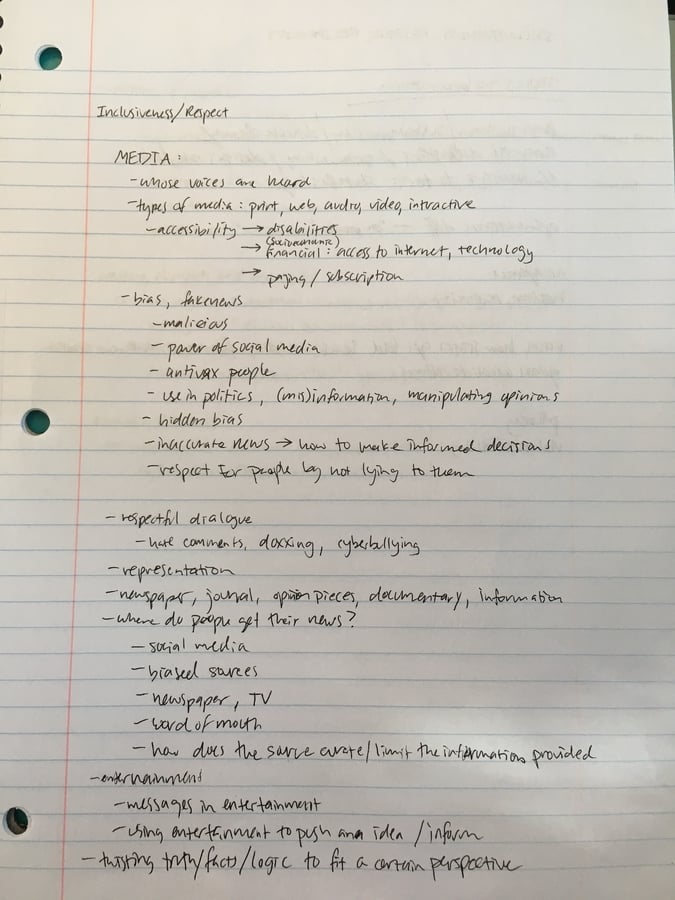 Inclusiveness/Respect
MEDIA:
- whose voices are heard
- types of media: print, web, audio, video, intractive
- accessibility → disabilities
(socioeconomic)
→ financial: access to internet, technology
→ paying / subscription
- bias, fakenews
- malicious
- power of social media
- antivax people
- use in politics, (mis)information, manipulating opinions
- hidden bias
- inaccurate news → how to make informed decisions
- respect for people by not lying to them
- respectful dialogue
- hate comments, doxxing, cyberbullying
- representation
- newspaper, journal, opinion pieces, documentary, information
- where do people get their news?
- social media
- biased sources
- newspaper, TV
- word of mouth
- how does the source curate/limit the information provided
- entertainment
- messages in entertainment
- using entertainment to push an idea / inform
- twisting truth/facts/logic to fit a certain perspective